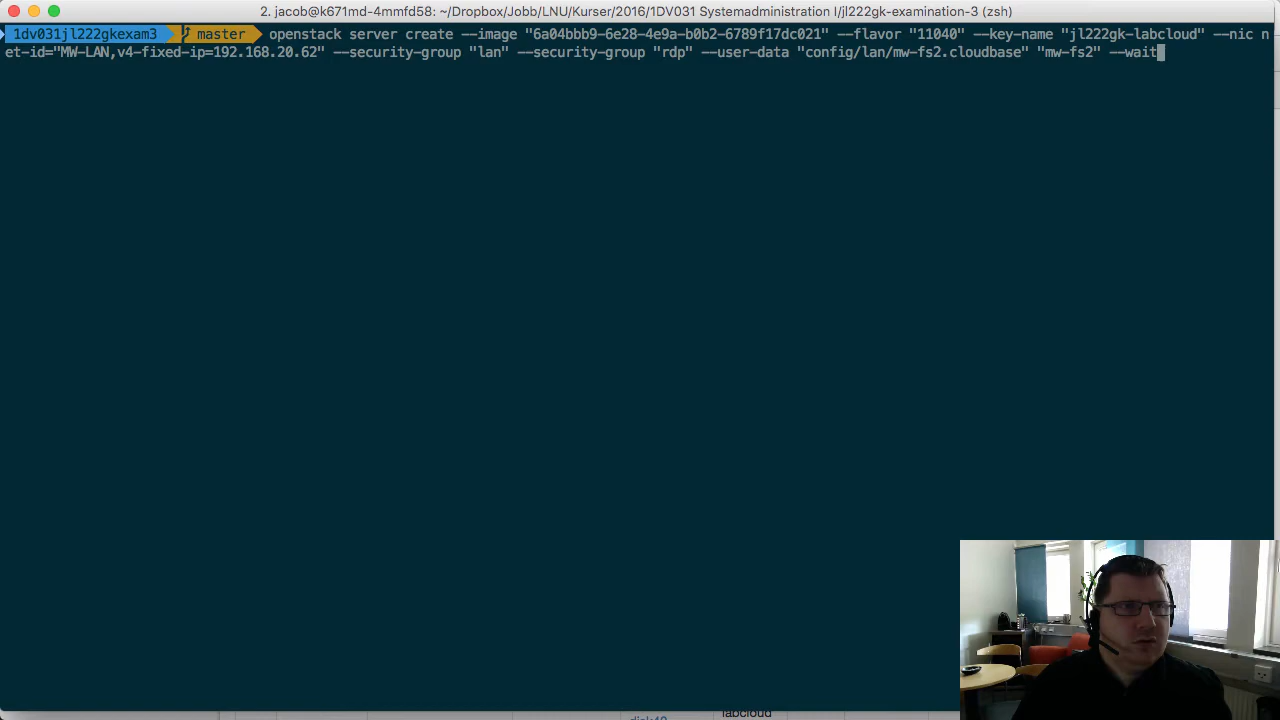 2. jacob@k671md-4mmfd58: ~/Dropbox/Jobb/LNU/Kurser/2016/1DV031 Systemadministration I/jl222gk-examination-3 (zsh)
1dv031jl222gkexam3 master openstack server create --image "6a04bbb9-6e28-4e9a-b0b2-6789f17dc021" --flavor "11040" --key-name "jl222gk-labcloud" --nic n
et-id="MW-LAN,v4-fixed-ip=192.168.20.62" --security-group "lan" --security-group "rdp" --user-data "config/lan/mw-fs2.cloudbase" "mw-fs2" --wait
labcloud